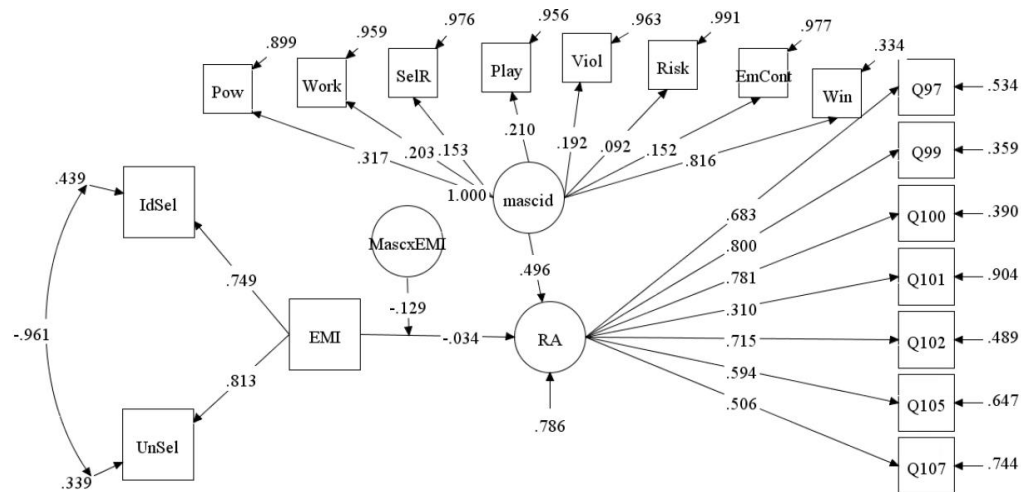 .899
.959
.976
.956
.963
.991
.977
.334
Pow
Work
SelR
Play
Viol
Risk
EmCont
Win
Q97
.534
.317
.203
.153
.210
.192
.092
.152
.816
Q99
.359
1.000
mascid
.439
IdSel
MascxEMI
.683
.800
.781
.310
.715
.594
.506
Q100
.390
.496
Q101
.904
.749
-.129
-.961
EMI
-.034
RA
Q102
.489
.813
Q105
.647
.786
UnSel
.339
Q107
.744